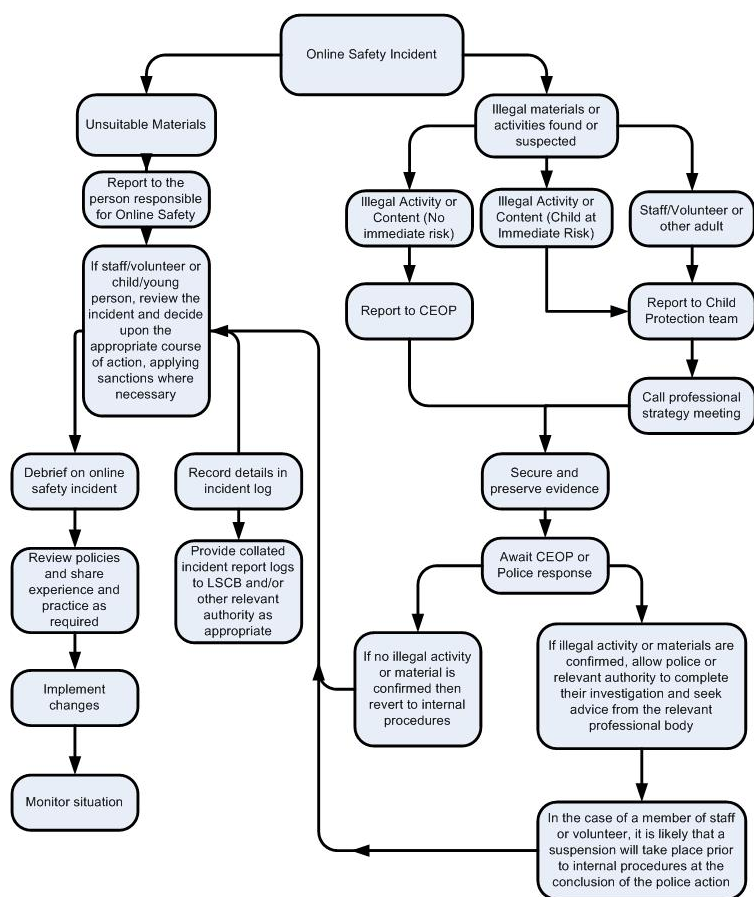 Online Safety Incident
Unsuitable Materials
Illegal materials or
activities found or
suspected
Report to the
person responsible
for Online Safety
Illegal Activity or
Content (No
immediate risk)
Illegal Activity or
Content (Child at
Immediate Risk)
Staff/Volunteer or
other adult
If staff/volunteer or
child/young
person, review the
incident and decide
upon the
appropriate course
of action, applying
sanctions where
necessary
Report to CEOP
Report to Child
Protection team
Call professional
strategy meeting
Debrief on online
safety incident
Record details in
incident log
Secure and
preserve evidence
Review policies
and share
experience and
practice as
required
Provide collated
incident report logs
to LSCB and/or
other relevant
authority as
appropriate
Await CEOP or
Police response
If no illegal activity
or material is
confirmed then
revert to internal
procedures
If illegal activity or materials are
confirmed, allow police or
relevant authority to complete
their investigation and seek
advice from the relevant
professional body
Implement
changes
Monitor situation
In the case of a member of staff
or volunteer, it is likely that a
suspension will take place prior
to internal procedures at the
conclusion of the police action